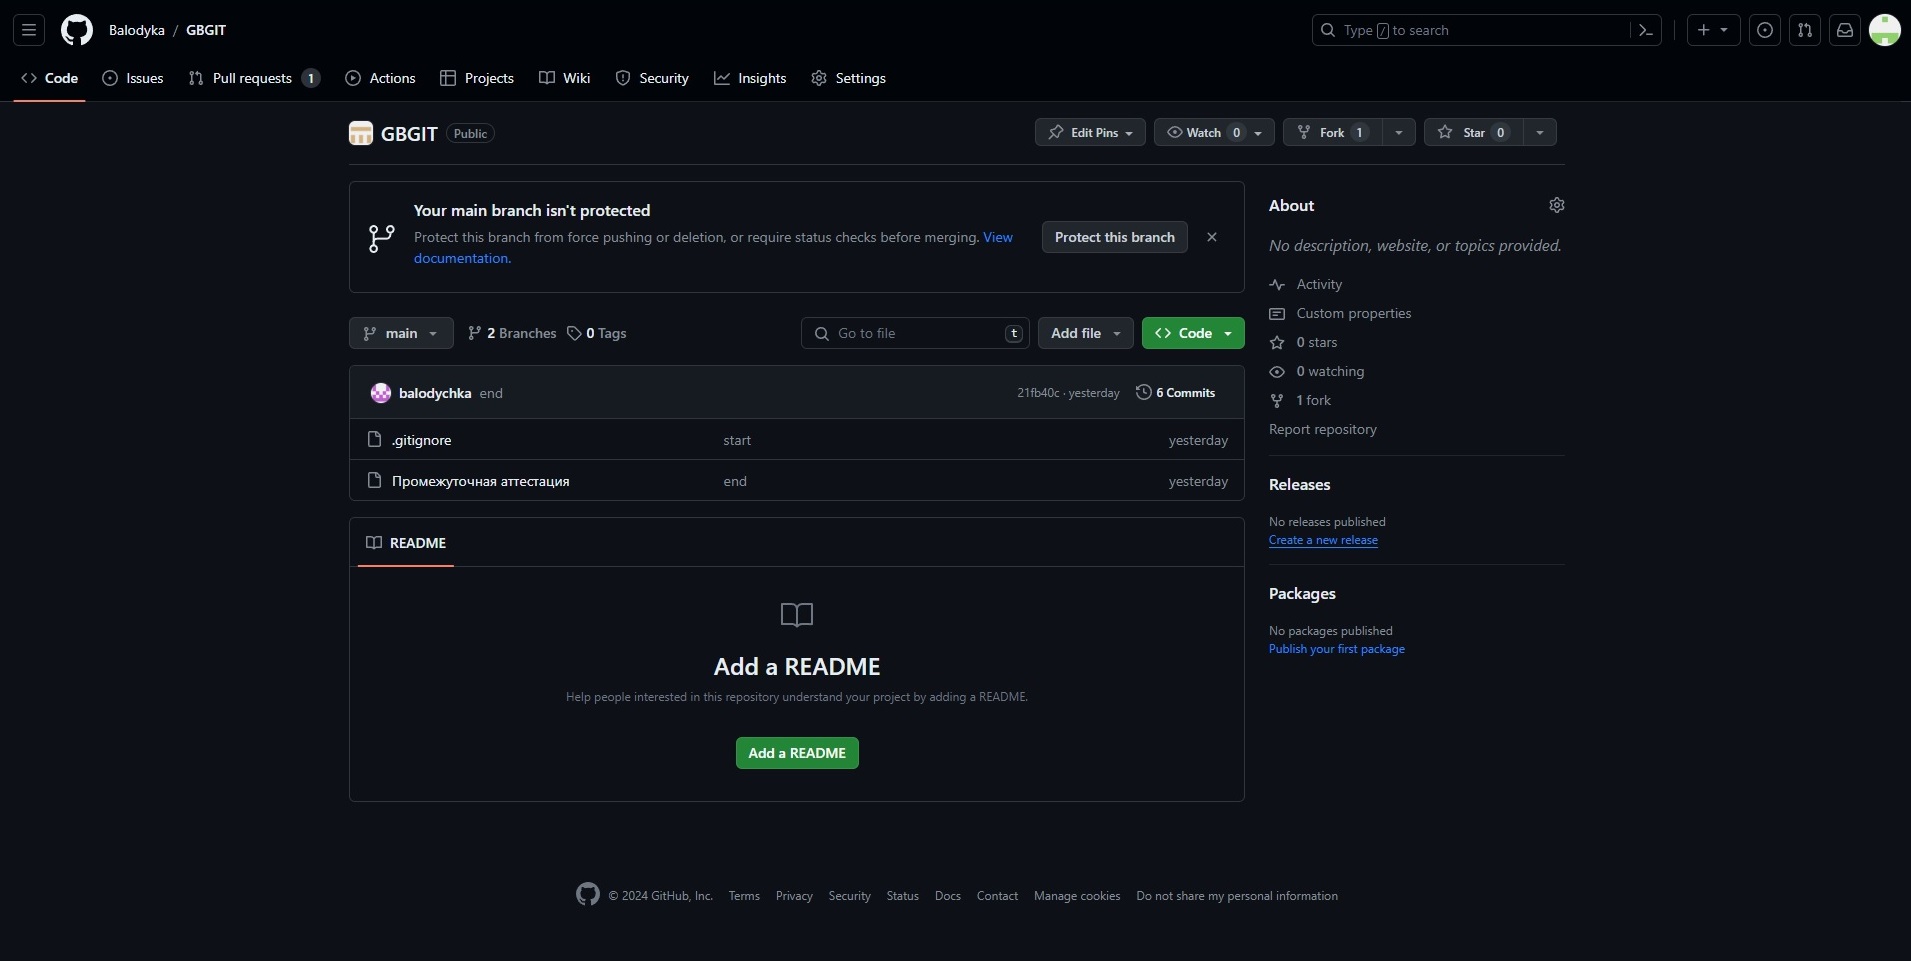 Balodyka / GBGIT
Type / to search
Code Issues Pull requests 1 Actions Projects Wiki Security Insights Settings
GBGIT Public
Edit Pins Watch 0 Fork 1 Star 0
Your main branch isn't protected
Protect this branch from force pushing or deletion, or require status checks before merging. View
documentation.
Protect this branch
main 2 Branches 0 Tags
Go to file t
Add file
Code
balodychka end 21fb40c · yesterday 6 Commits
.gitignore start yesterday
Промежуточная аттестация end yesterday
README
Add a README
Help people interested in this repository understand your project by adding a README.
Add a README
About
No description, website, or topics provided.
Activity
Custom properties
0 stars
0 watching
1 fork
Report repository
Releases
No releases published
Create a new release
Packages
No packages published
Publish your first package
© 2024 GitHub, Inc. Terms Privacy Security Status Docs Contact Manage cookies Do not share my personal information